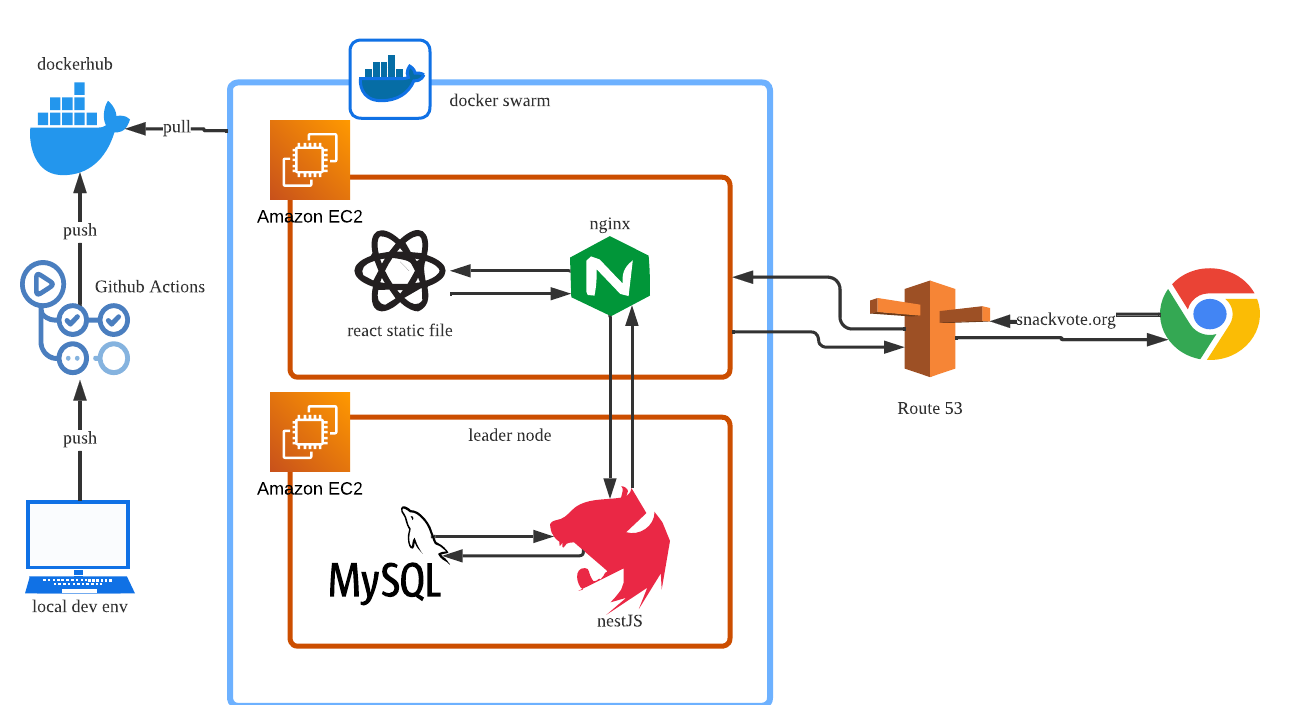 dockerhub
docker swarm
pull
Amazon EC2
nginx
push
Github Actions
react static file
snackvote.org
Route 53
push
leader node
Amazon EC2
MySQL
local dev env
nestJS